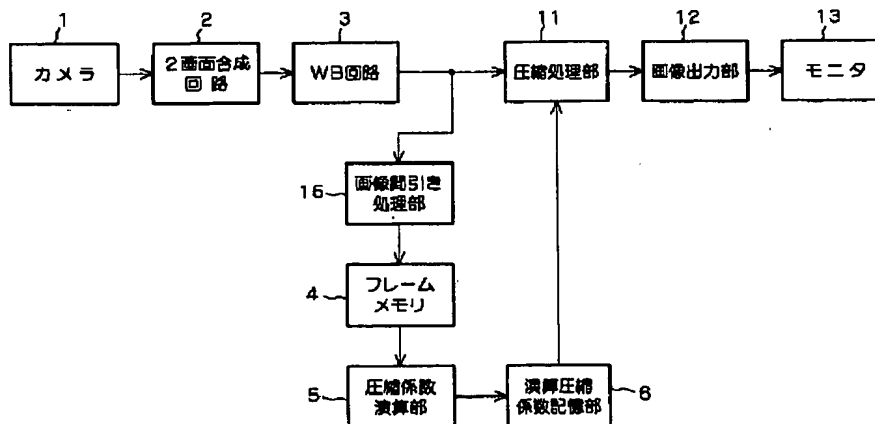 1
2
3
11
12
13
カメラ
2画面合成
回路
WB回路
圧縮処理部
画像出力部
モニタ
16
画像間引き
処理部
4
フレーム
メモリ
5
圧縮係数
演算部
演算圧縮
係数記憶部
6